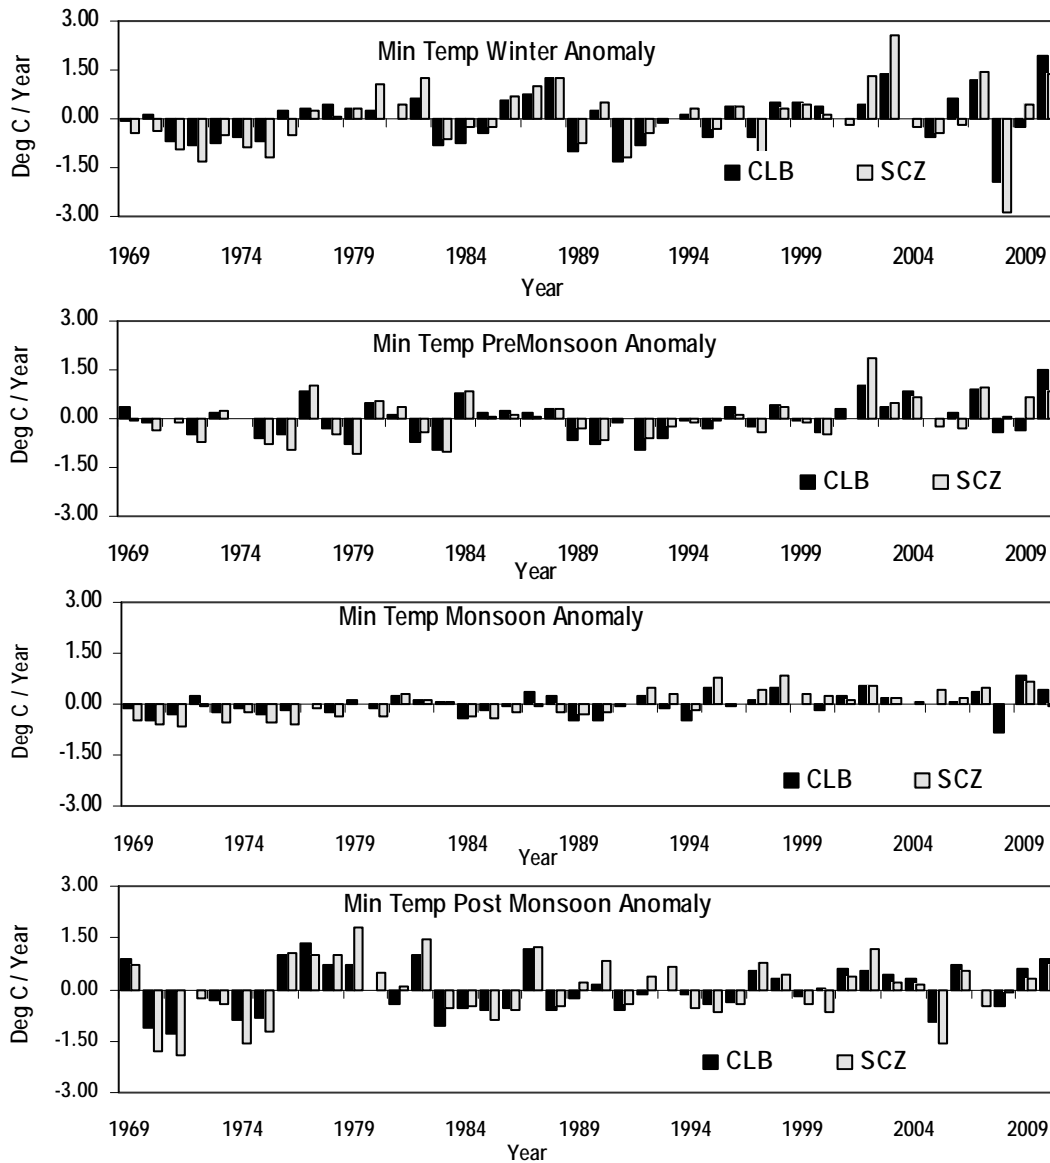 3.00
Min Temp Winter Anomaly
1.50
0.00
-1.50
CLB SCZ
-3.00
Deg C / Year
1969 1974 1979 1984 1989 1994 1999 2004 2009
Year
3.00
Min Temp PreMonsoon Anomaly
1.50
0.00
-1.50
CLB SCZ
-3.00
Deg C / Year
1969 1974 1979 1984 1989 1994 1999 2004 2009
Year
3.00
Min Temp Monsoon Anomaly
1.50
0.00
-1.50
CLB SCZ
-3.00
Deg C / Year
1969 1974 1979 1984 1989 1994 1999 2004 2009
Year
3.00
Min Temp Post Monsoon Anomaly
1.50
0.00
-1.50
CLB SCZ
-3.00
Deg C / Year
1969 1974 1979 1984 1989 1994 1999 2004 2009
Year